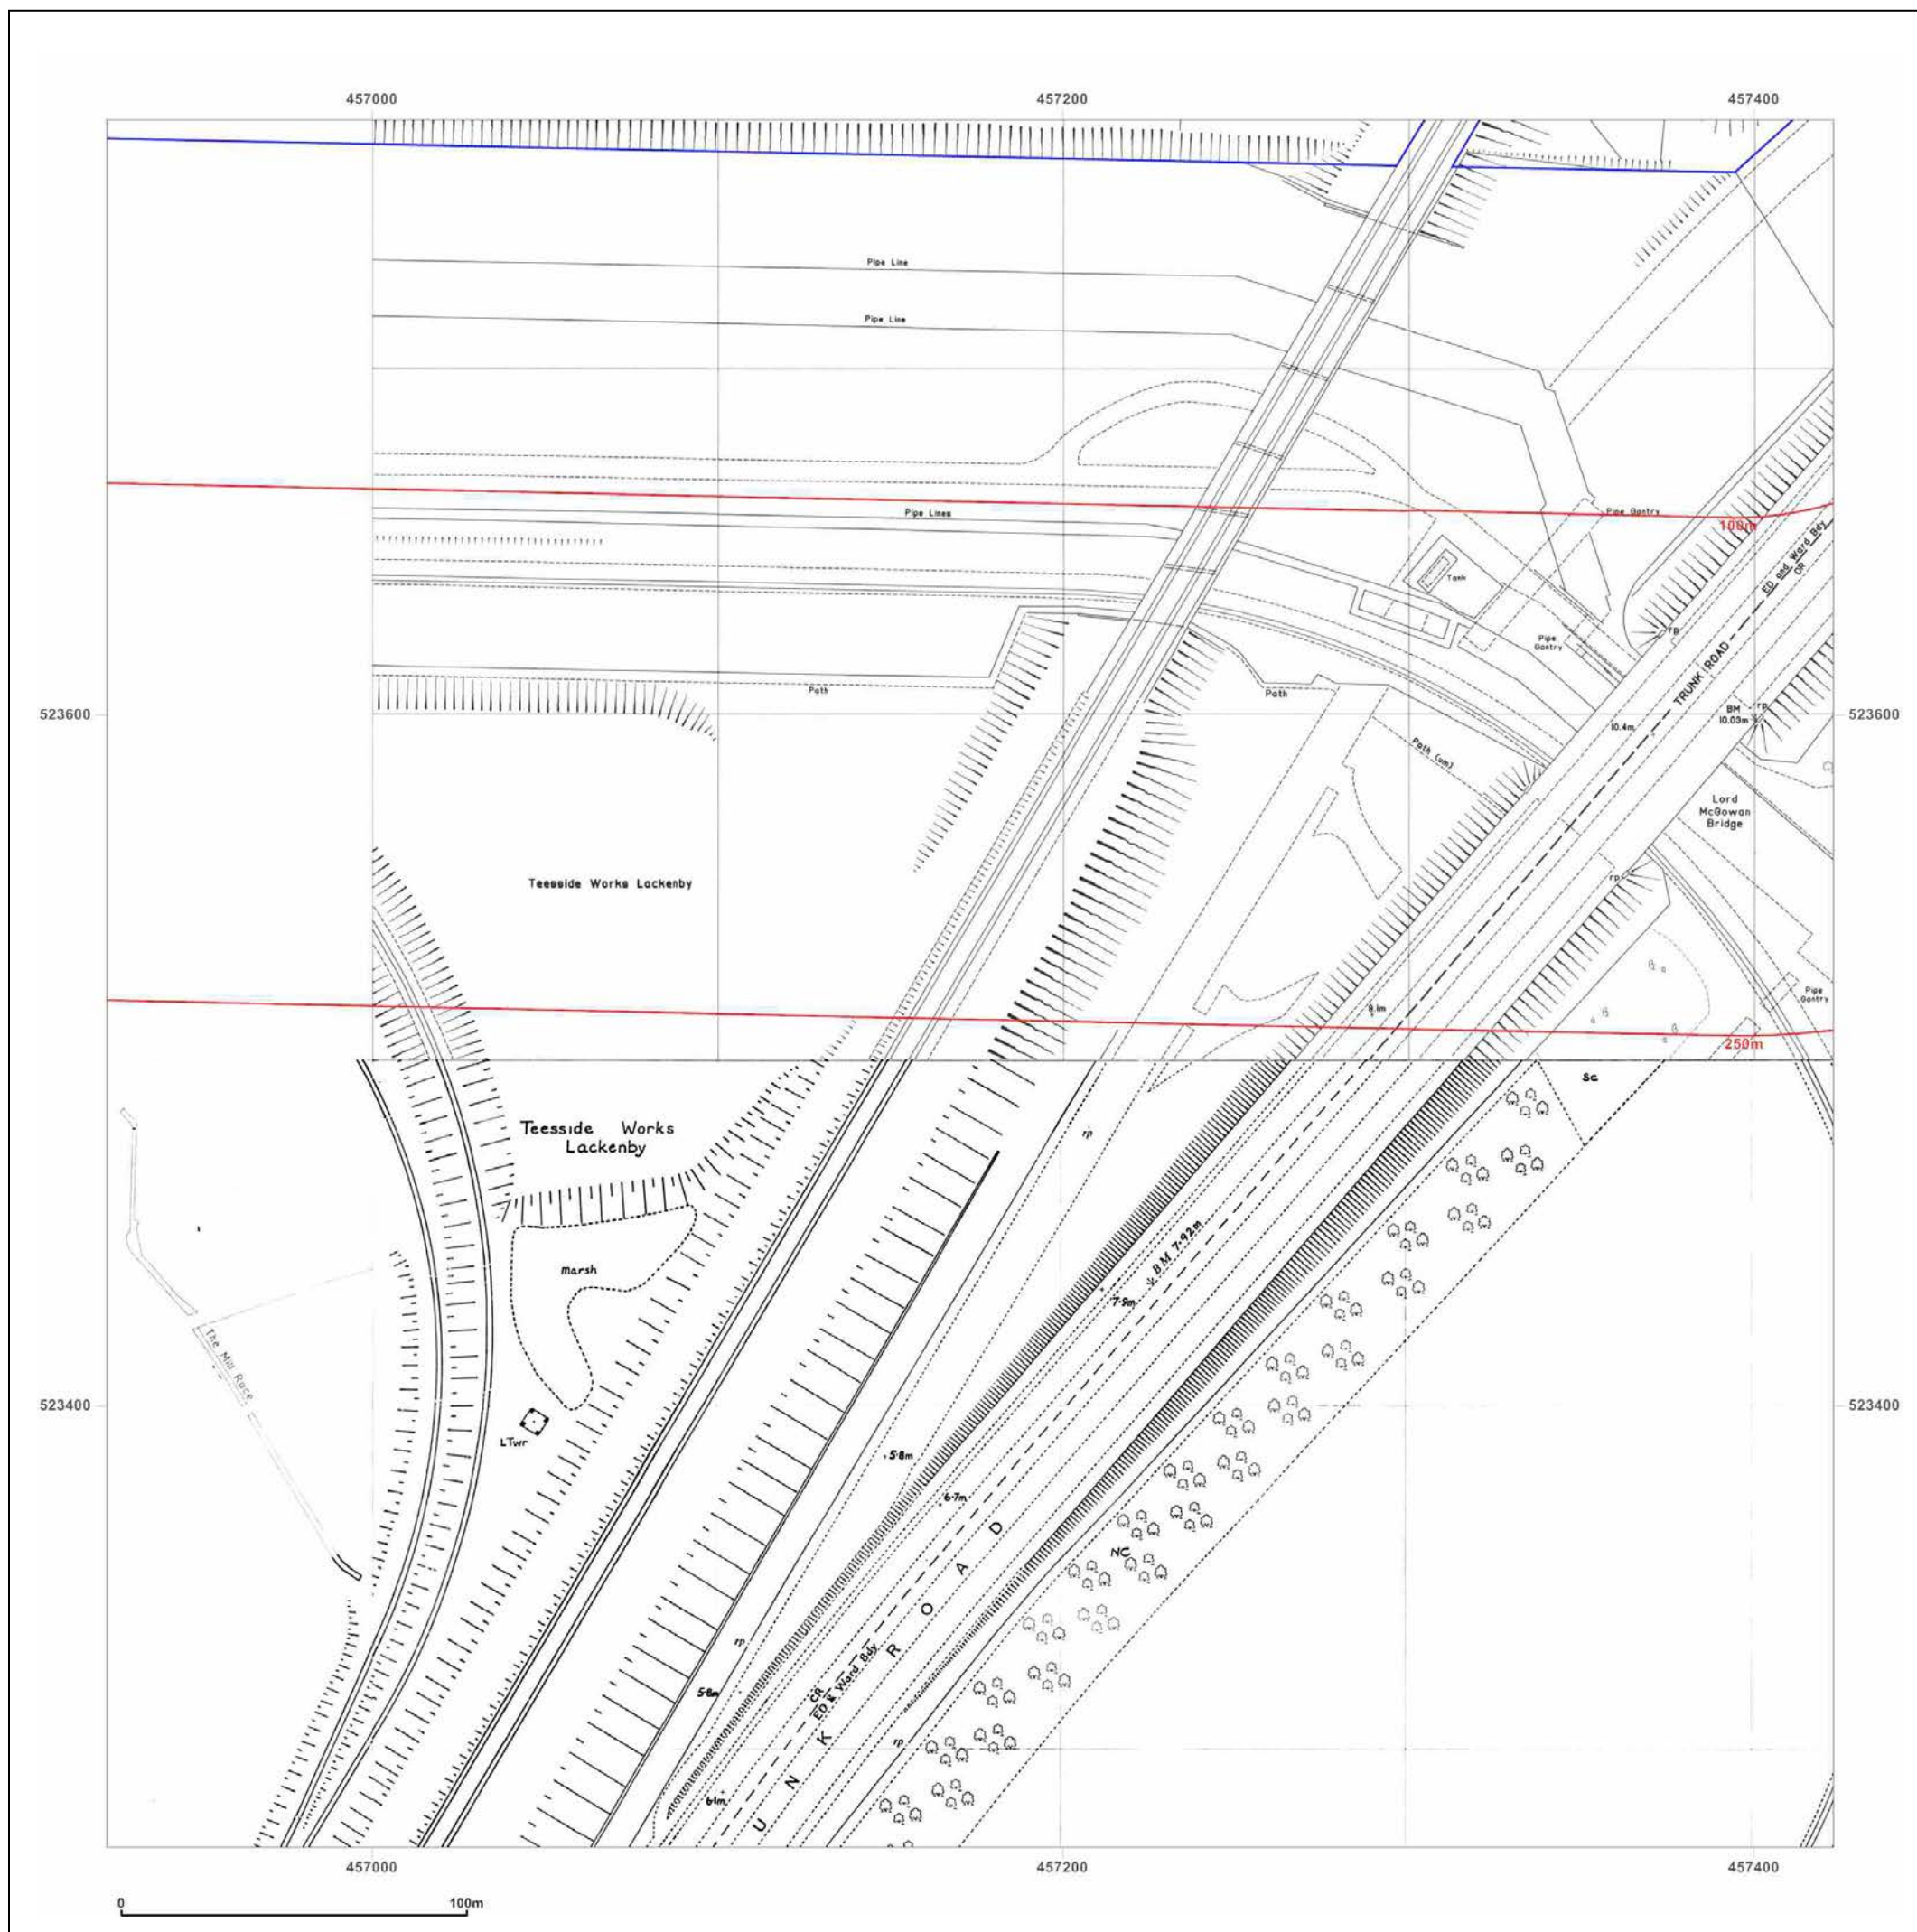 457000
457200
457400
Pipe Line
Pipe Line
Pipe Lines
Pipe Gantry
100m
ED and Ward Bdy
Tank
rp
Pipe
Gantry
TRUNK ROAD
Path
Path
523600
523600
BM
10.03m
rp
10.4m
Path (um)
Lord
McGowan
Bridge
Teesside Works Lackenby
rp
Pipe
Gantry
250m
Sc
Teesside Works
Lackenby
rp
BM 7·92m
marsh
7·9m
The Mill Race
523400
523400
LTwr
5·8m
6·7m
NC
rp
5·8m
CR
ED & Ward Bdy
rp
6·1m
U N K R O A D
457000
457200
457400
0
100m